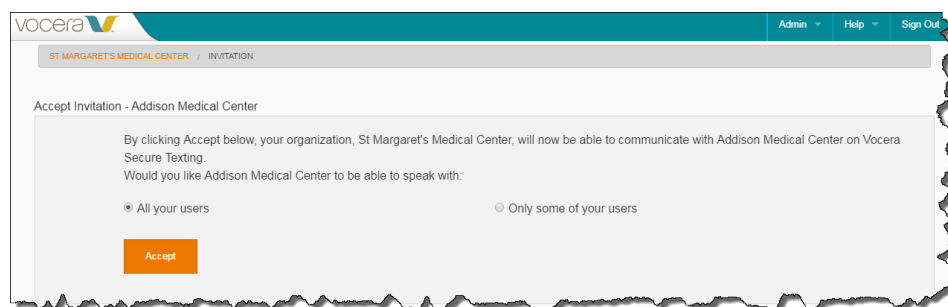 vocera
Admin Help Sign Out
ST MARGARET'S MEDICAL CENTER / INVITATION
Accept Invitation - Addison Medical Center
By clicking Accept below, your organization, St Margaret's Medical Center, will now be able to communicate with Addison Medical Center on Vocera
Secure Texting.
Would you like Addison Medical Center to be able to speak with:
All your users Only some of your users
Accept